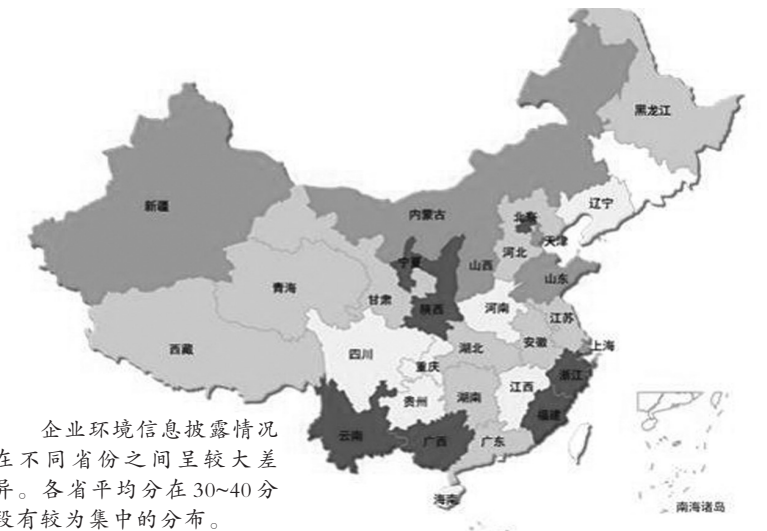 黑龙江
辽宁
新疆
内蒙古
北京
天津
河北
山西
宁夏
山东
青海
甘肃
陕西
河南
江苏
西藏
安徽
上海
四川
湖北
重庆
浙江
江西
湖南
贵州
福建
云南
广西
广东
海南
南海诸岛
企业环境信息披露情况
在不同省份之间呈较大差
异。各省平均分在30~40分
段有较为集中的分布。